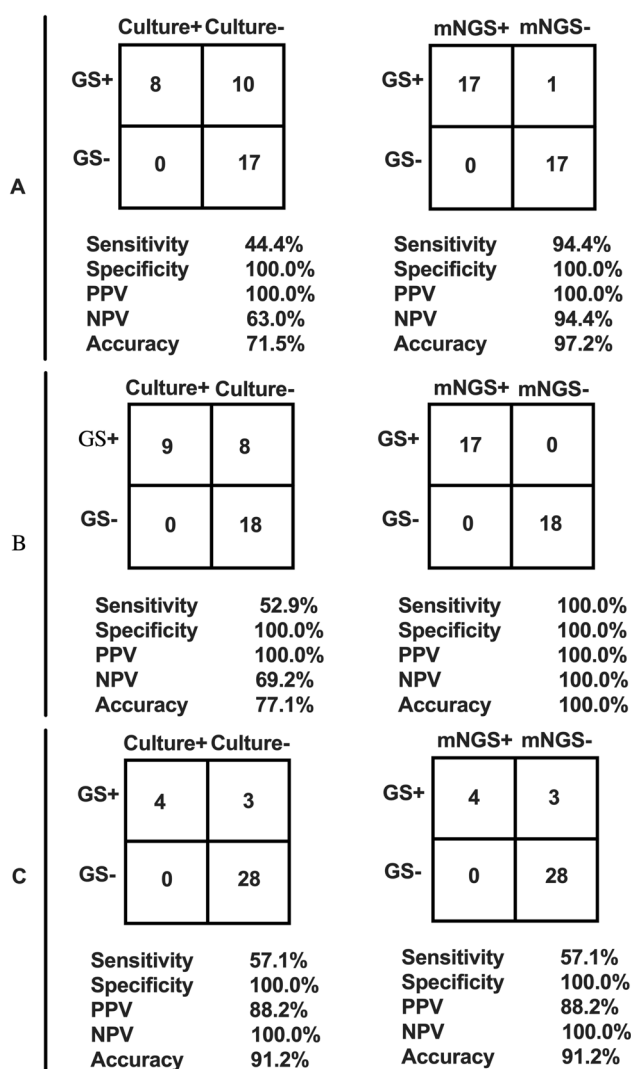 Culture+ Culture-
mNGS+ mNGS-
GS+ 8 10
GS+ 17 1
GS- 0 17
GS- 0 17
A
Sensitivity 44.4%
Specificity 100.0%
PPV 100.0%
NPV 63.0%
Accuracy 71.5%
Sensitivity 94.4%
Specificity 100.0%
PPV 100.0%
NPV 94.4%
Accuracy 97.2%
Culture+ Culture-
mNGS+ mNGS-
GS+ 9 8
GS+ 17 0
GS- 0 18
GS- 0 18
B
Sensitivity 52.9%
Specificity 100.0%
PPV 100.0%
NPV 69.2%
Accuracy 77.1%
Sensitivity 100.0%
Specificity 100.0%
PPV 100.0%
NPV 100.0%
Accuracy 100.0%
Culture+ Culture-
mNGS+ mNGS-
GS+ 4 3
GS+ 4 3
GS- 0 28
GS- 0 28
C
Sensitivity 57.1%
Specificity 100.0%
PPV 88.2%
NPV 100.0%
Accuracy 91.2%
Sensitivity 57.1%
Specificity 100.0%
PPV 88.2%
NPV 100.0%
Accuracy 91.2%